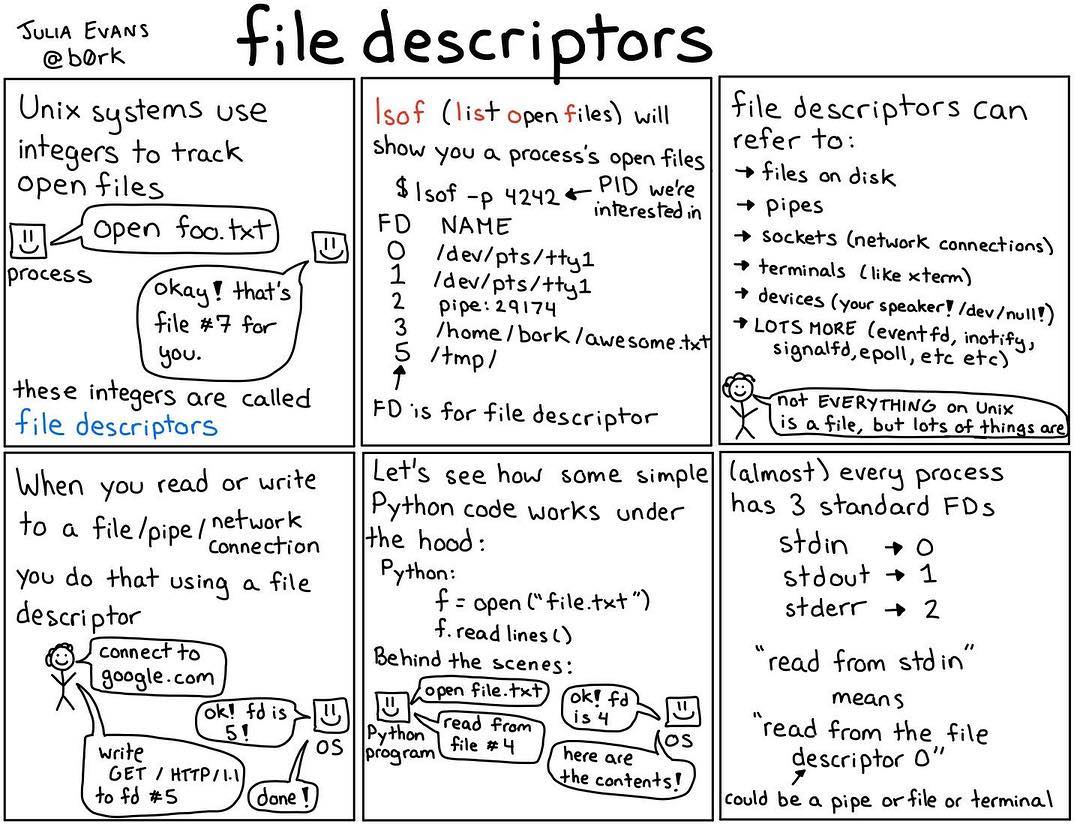 JULIA EVANS
@b0rk
file descriptors
Unix systems use
integers to track
open files
open foo.txt
process
okay! that's
file #7 for
you.
these integers are called
file descriptors
lsof (list open files) will
show you a process's open files
$ lsof -p 4242 ← PID we're
interested in
FD NAME
0 /dev/pts/tty1
1 /dev/pts/tty1
2 pipe:29174
3 /home/bork/awesome.txt
5 /tmp/
FD is for file descriptor
file descriptors can
refer to:
→ files on disk
→ pipes
→ sockets (network connections)
→ terminals (like xterm)
→ devices (your speaker! /dev/null!)
→ LOTS MORE (eventfd, inotify,
signalfd, epoll, etc etc)
not EVERYTHING on Unix
is a file, but lots of things are
When you read or write
to a file/pipe/network
connection
you do that using a file
descriptor
connect to
google.com
ok! fd is
5!
OS
write
GET / HTTP/1.1
to fd #5
done!
Let's see how some simple
Python code works under
the hood:
Python:
f = open("file.txt")
f.readlines()
Behind the scenes:
open file.txt
ok! fd
is 4
Python
program
read from
file #4
OS
here are
the contents!
(almost) every process
has 3 standard FDs
stdin → 0
stdout → 1
stderr → 2
"read from stdin"
means
"read from the file
descriptor 0"
could be a pipe or file or terminal